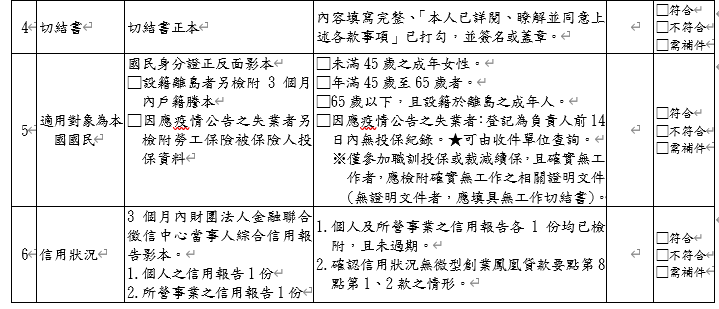 4
切結書
切結書正本
內容填寫完整、「本人已詳閱、瞭解並同意上
述各款事項」已打勾，並簽名或蓋章。
□符合
□不符合
□需補件
5
適用對象為本
國國民
國民身分證正反面影本
□設籍離島者另檢附 3 個月
內戶籍謄本
□因應疫情公告之失業者另
檢附勞工保險被保險人投
保資料
□未滿 45 歲之成年女性。
□年滿 45 歲至 65 歲者。
□65 歲以下，且設籍於離島之成年人。
□因應疫情公告之失業者:登記為負責人前 14
日內無投保紀錄。★可由收件單位查詢。
※僅參加職訓投保或裁減續保，且確實無工
作者，應檢附確實無工作之相關證明文件
(無證明文件者，應填具無工作切結書)。
□符合
□不符合
□需補件
6
信用狀況
3 個月內財團法人金融聯合
徵信中心當事人綜合信用報
告影本。
1.個人之信用報告 1 份
2.所營事業之信用報告 1 份
1.個人及所營事業之信用報告各 1 份均已檢
附，且未過期。
2.確認信用狀況無微型創業鳳凰貸款要點第 8
點第 1、2 款之情形。
□符合
□不符合
□需補件